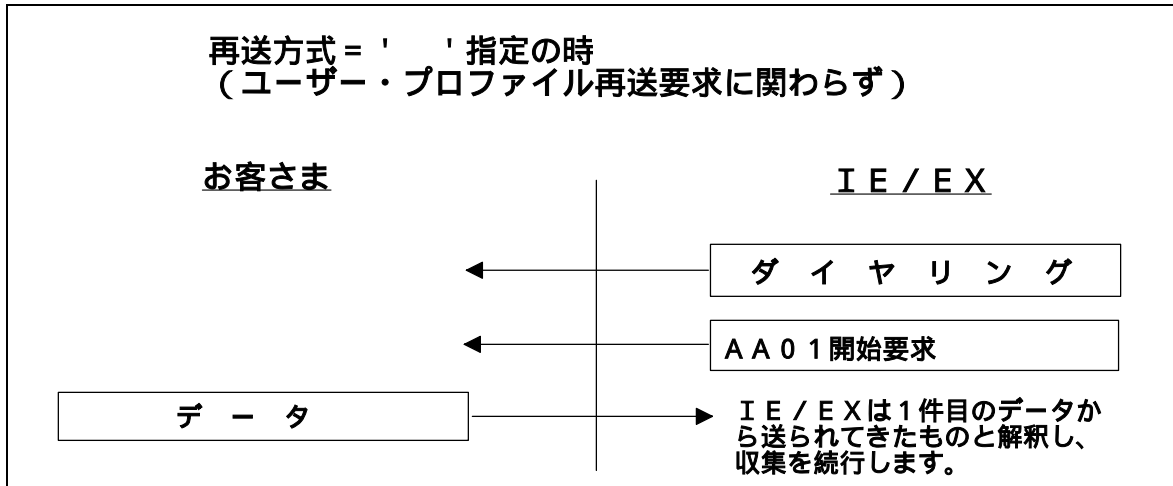 再送方式＝'　'指定の時
（ユーザー・プロファイル再送要求に関わらず）
お客さま
ＩＥ／ＥＸ
ダイヤリング
ＡＡ０１開始要求
データ
ＩＥ／ＥＸは１件目のデータか
ら送られてきたものと解釈し、
収集を続行します。